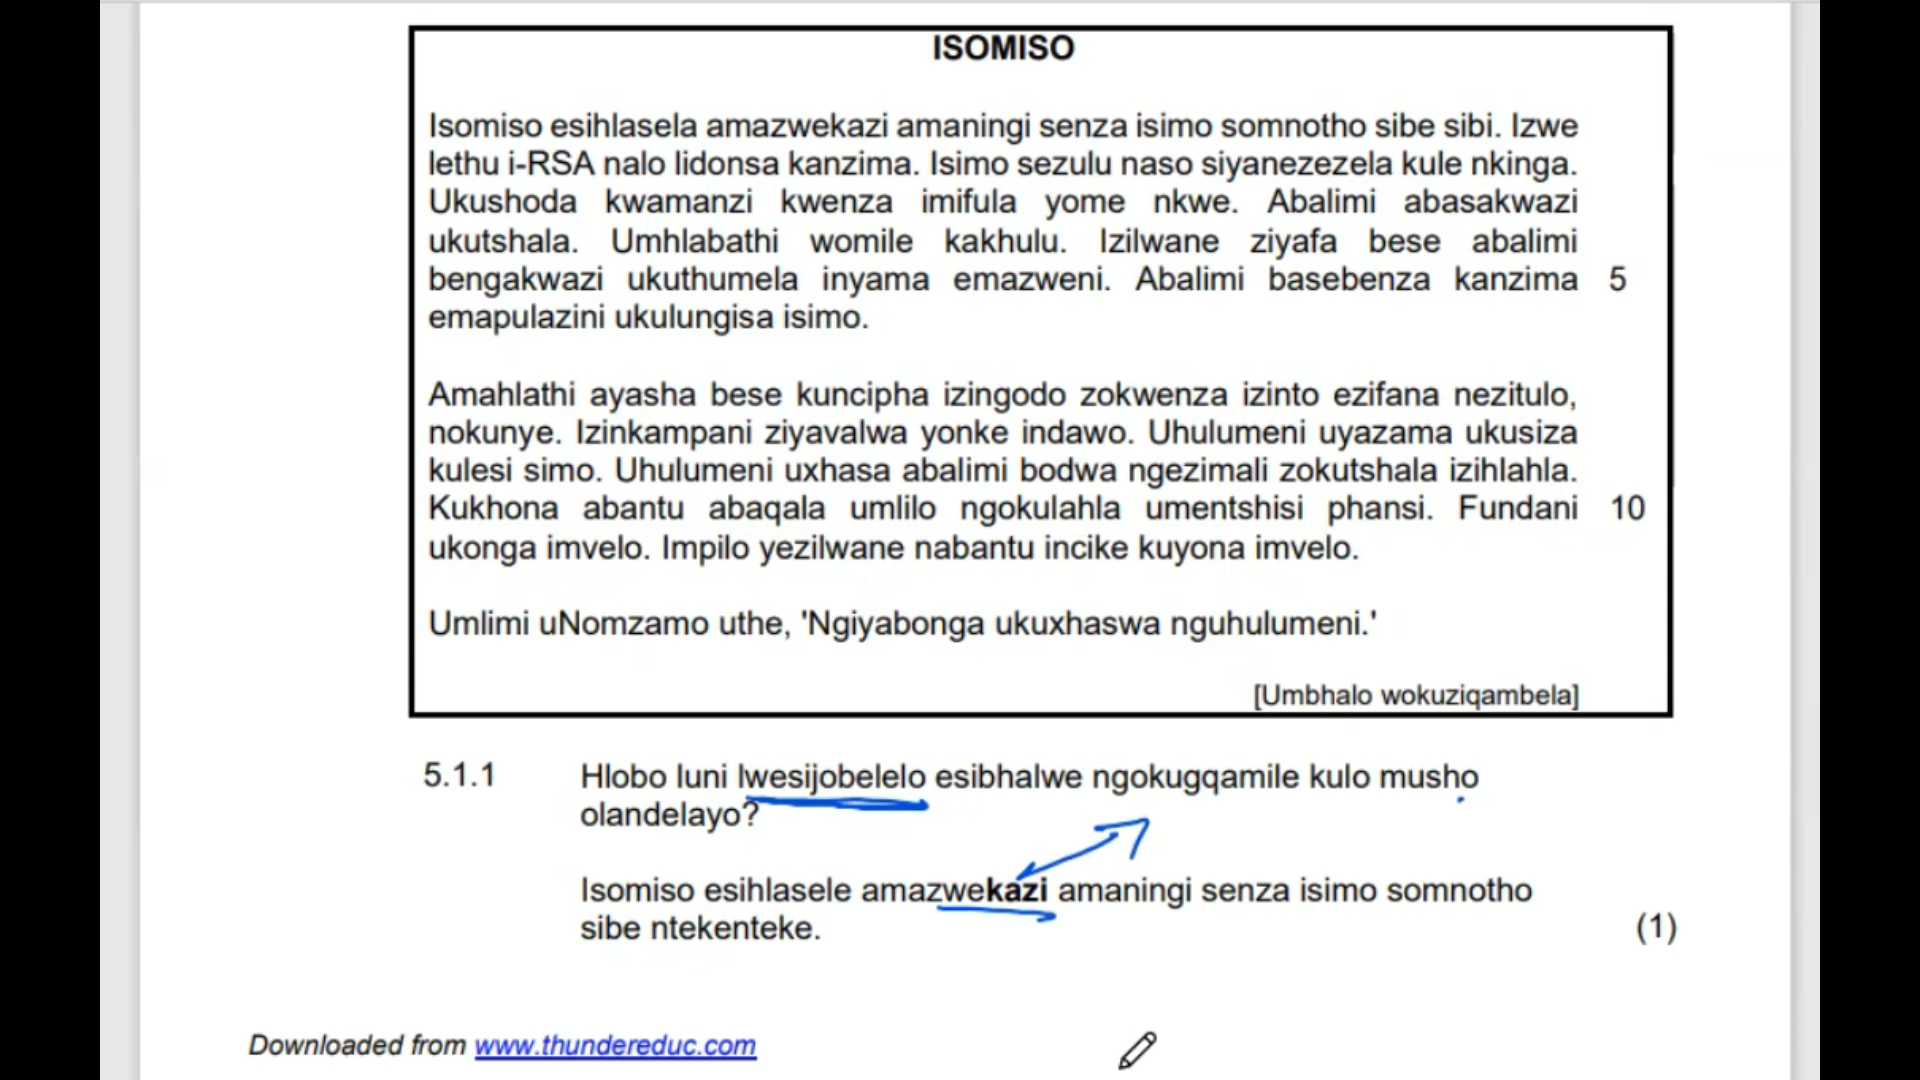 ISOMISO
Isomiso esihlasela amazwekazi amaningi senza isimo somnotho sibe sibi. Izwe
lethu i-RSA nalo lidonsa kanzima. Isimo sezulu naso siyanezezela kule nkinga.
Ukushoda kwamanzi kwenza imifula yome nkwe. Abalimi abasakwazi
ukutshala. Umhlabathi womile kakhulu. Izilwane ziyafa bese abalimi
bengakwazi ukuthumela inyama emazweni. Abalimi basebenza kanzima 5
emapulazini ukulungisa isimo.
Amahlathi ayasha bese kuncipha izingodo zokwenza izinto ezifana nezitulo,
nokunye. Izinkampani ziyavalwa yonke indawo. Uhulumeni uyazama ukusiza
kulesi simo. Uhulumeni uxhasa abalimi bodwa ngezimali zokutshala izihlahla.
Kukhona abantu abaqala umlilo ngokulahla umentshisi phansi. Fundani 10
ukonga imvelo. Impilo yezilwane nabantu incike kuyona imvelo.
Umlimi uNomzamo uthe, 'Ngiyabonga ukuxhaswa nguhulumeni.'
[Umbhalo wokuziqambela]
5.1.1 Hlobo luni lwesijobelelo esibhalwe ngokugqamile kulo musho
olandelayo?
Isomiso esihlasele amazwekazi amaningi senza isimo somnotho
sibe ntekenteke. (1)
Downloaded from www.thundereduc.com